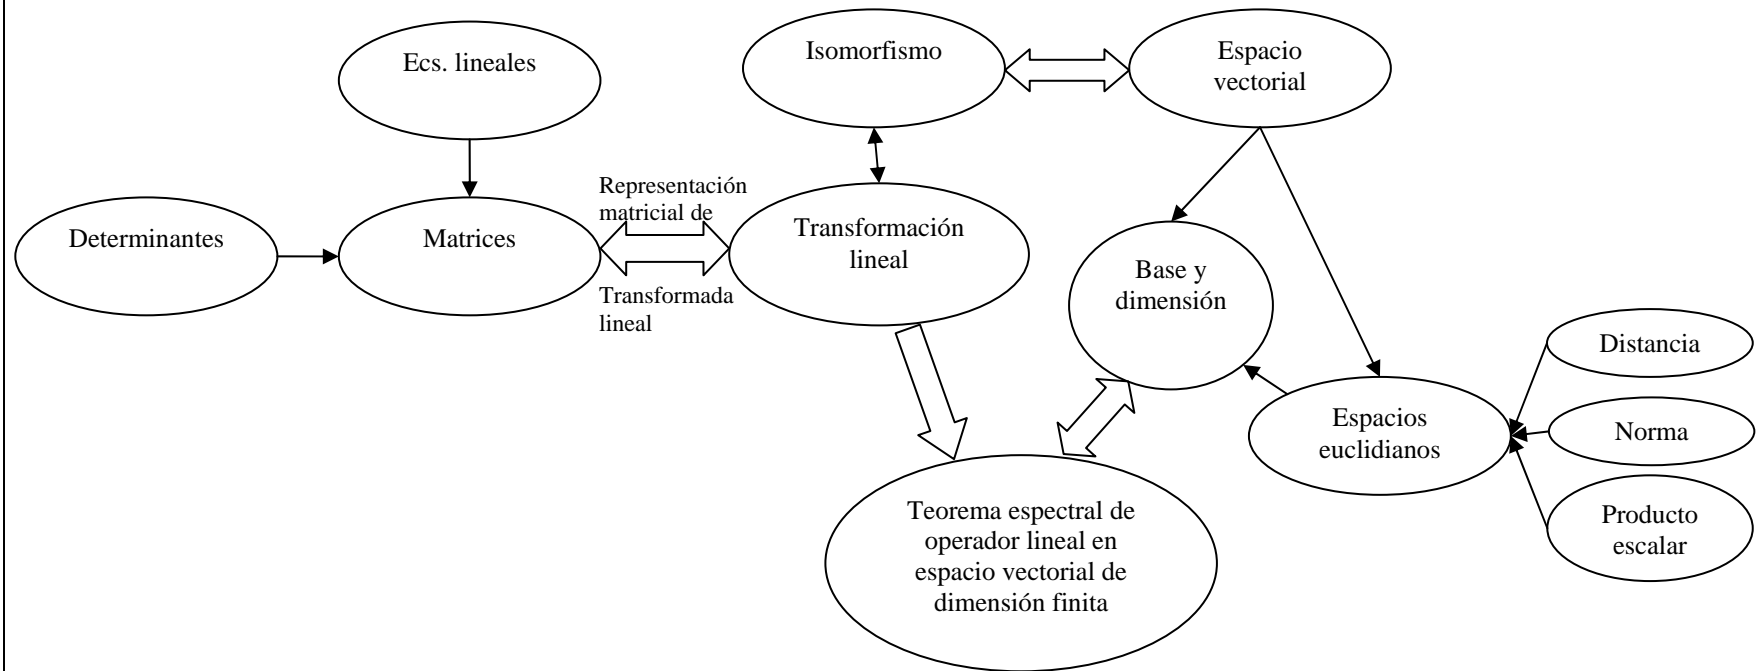 Ecs. lineales
Isomorfismo
Espacio
vectorial
Determinantes
Matrices
Representación
matricial de
Transformada
lineal
Transformación
lineal
Base y
dimensión
Espacios
euclidianos
Distancia
Norma
Producto
escalar
Teorema espectral de
operador lineal en
espacio vectorial de
dimensión finita